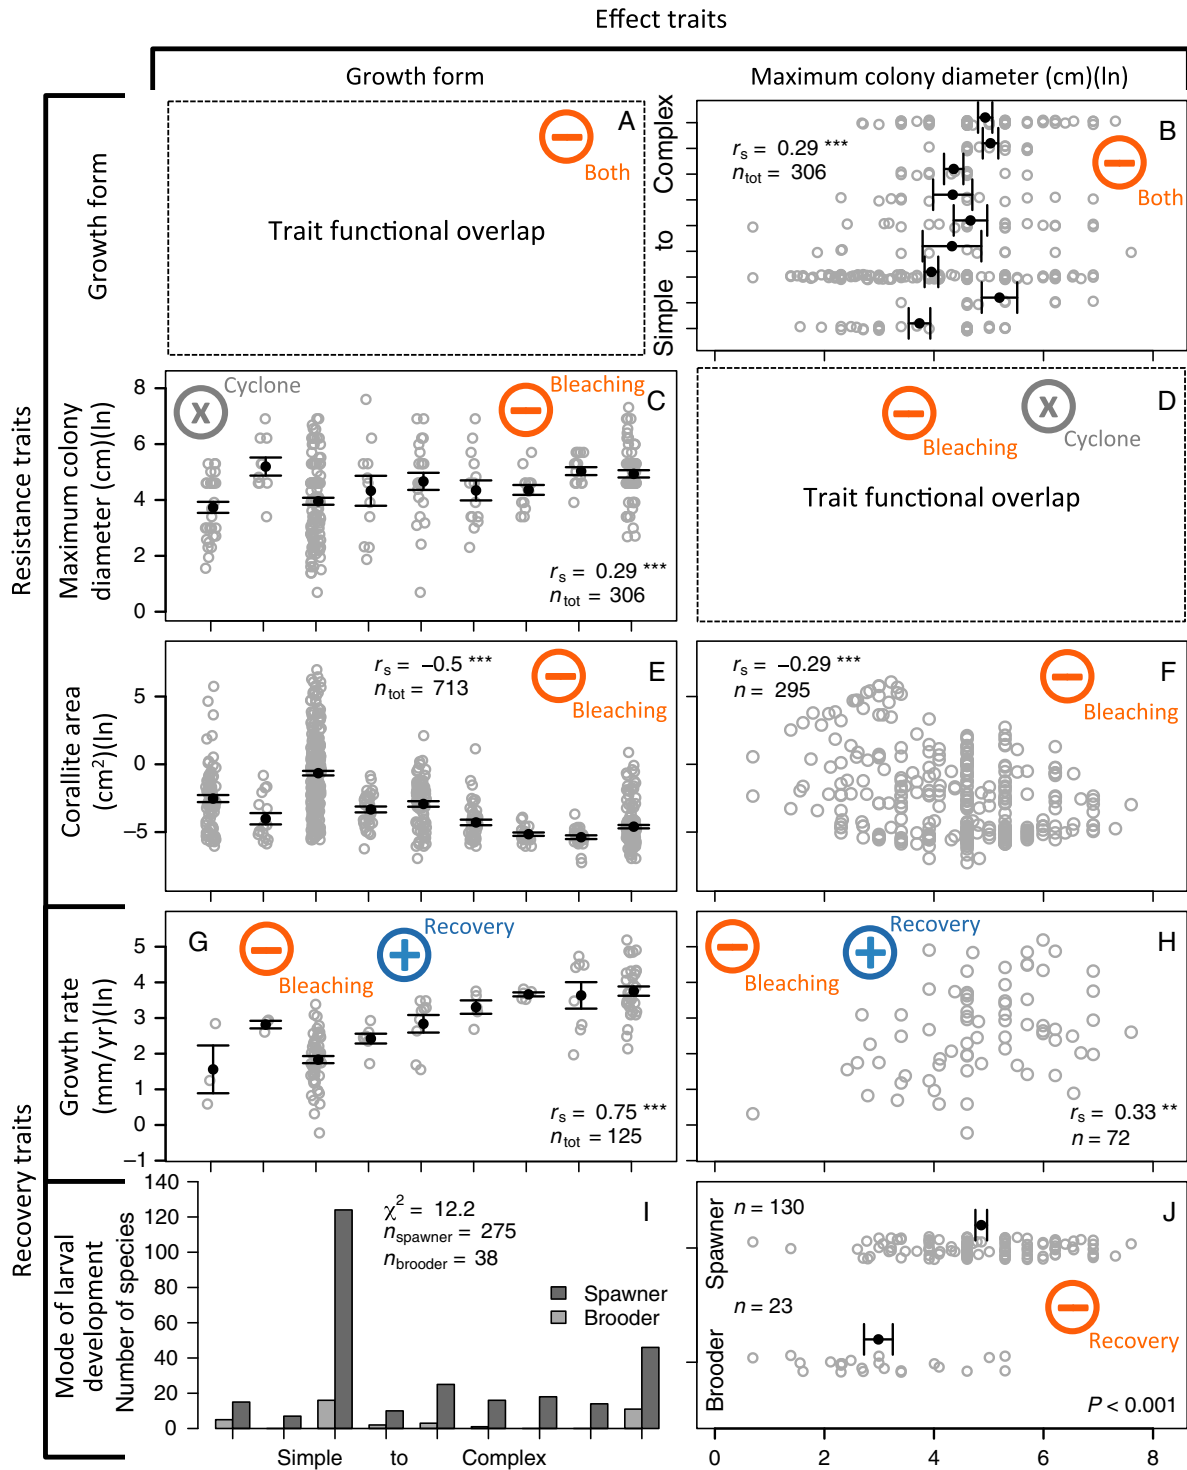 Effect traits
Growth form
Maximum colony diameter (cm)(ln)
Resistance traits
Recovery traits
Growth form
A
Both
Trait functional overlap
Simple to Complex
B
rs = 0.29 ***
ntot = 306
Both
Maximum colony
diameter (cm)(ln)
8
6
4
2
0
X
Cyclone
Bleaching
C
rs = 0.29 ***
ntot = 306
D
Bleaching
X
Cyclone
Trait functional overlap
Corallite area
(cm²)(ln)
5
0
−5
rs = −0.5 ***
ntot = 713
E
Bleaching
rs = −0.29 ***
n = 295
F
Bleaching
Growth rate
(mm/yr)(ln)
5
4
3
2
1
0
−1
G
Bleaching
Recovery
rs = 0.75 ***
ntot = 125
Bleaching
Recovery
H
rs = 0.33 **
n = 72
Mode of larval
development
Number of species
140
120
100
80
60
40
20
0
χ² = 12.2
nspawner = 275
nbrooder = 38
I
Spawner
Brooder
Simple to Complex
Spawner
n = 130
J
Brooder
n = 23
Recovery
P < 0.001
0 2 4 6 8